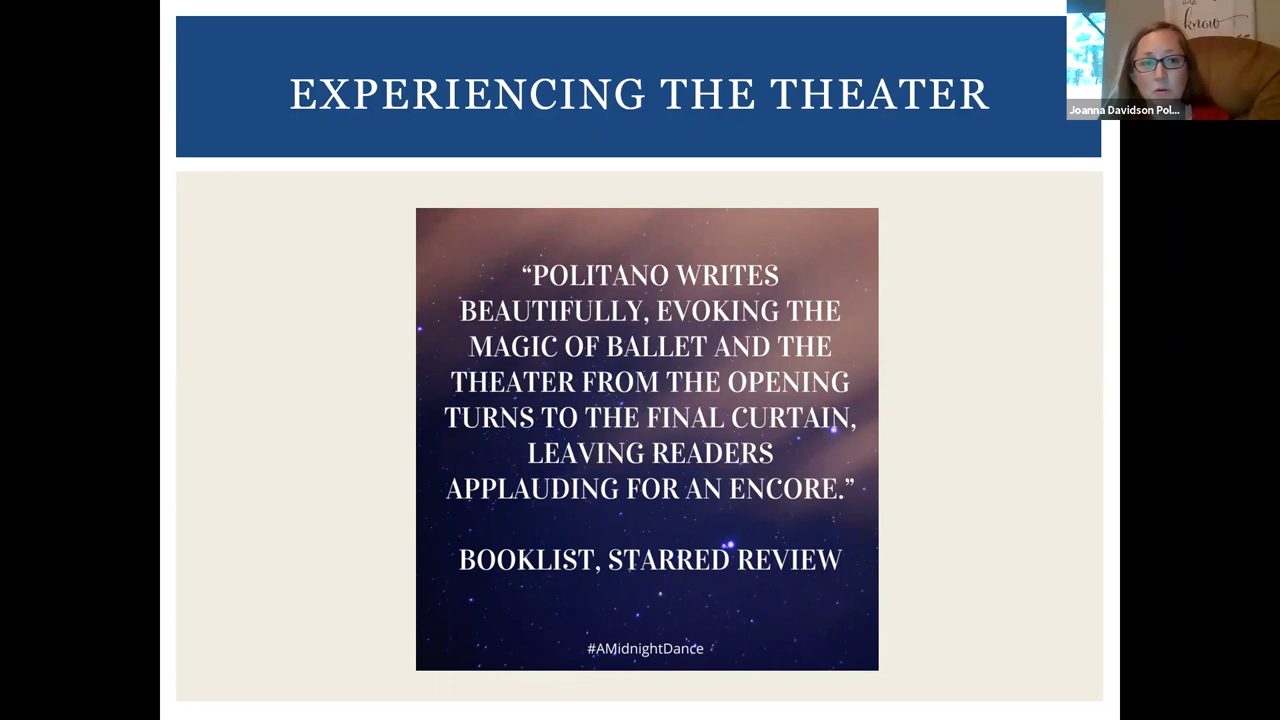 EXPERIENCING THE THEATER
know
Joanna Davidson Pol...
“POLITANO WRITES
BEAUTIFULLY, EVOKING THE
MAGIC OF BALLET AND THE
THEATER FROM THE OPENING
TURNS TO THE FINAL CURTAIN,
LEAVING READERS
APPLAUDING FOR AN ENCORE.”
BOOKLIST, STARRED REVIEW
#AMidnightDance